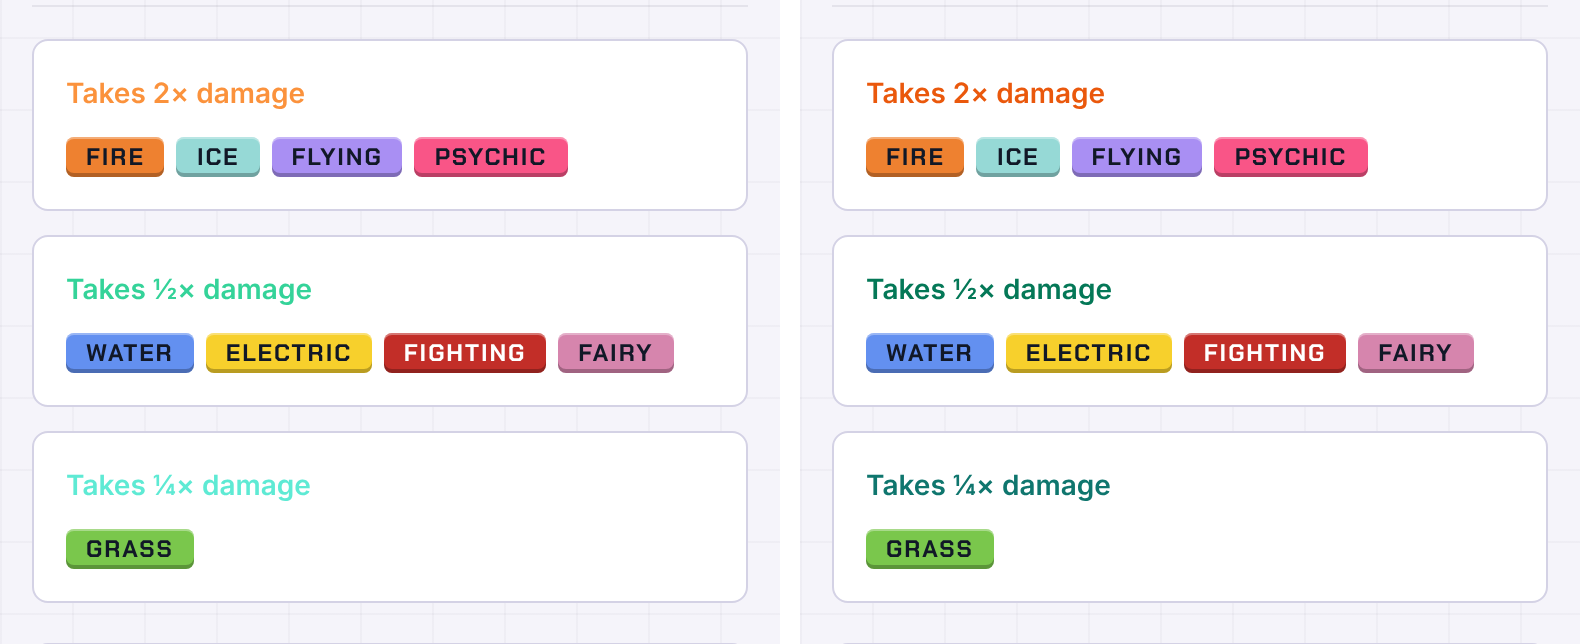 Takes 2× damage
FIRE ICE FLYING PSYCHIC
Takes ½× damage
WATER ELECTRIC FIGHTING FAIRY
Takes ¼× damage
GRASS
Takes 2× damage
FIRE ICE FLYING PSYCHIC
Takes ½× damage
WATER ELECTRIC FIGHTING FAIRY
Takes ¼× damage
GRASS